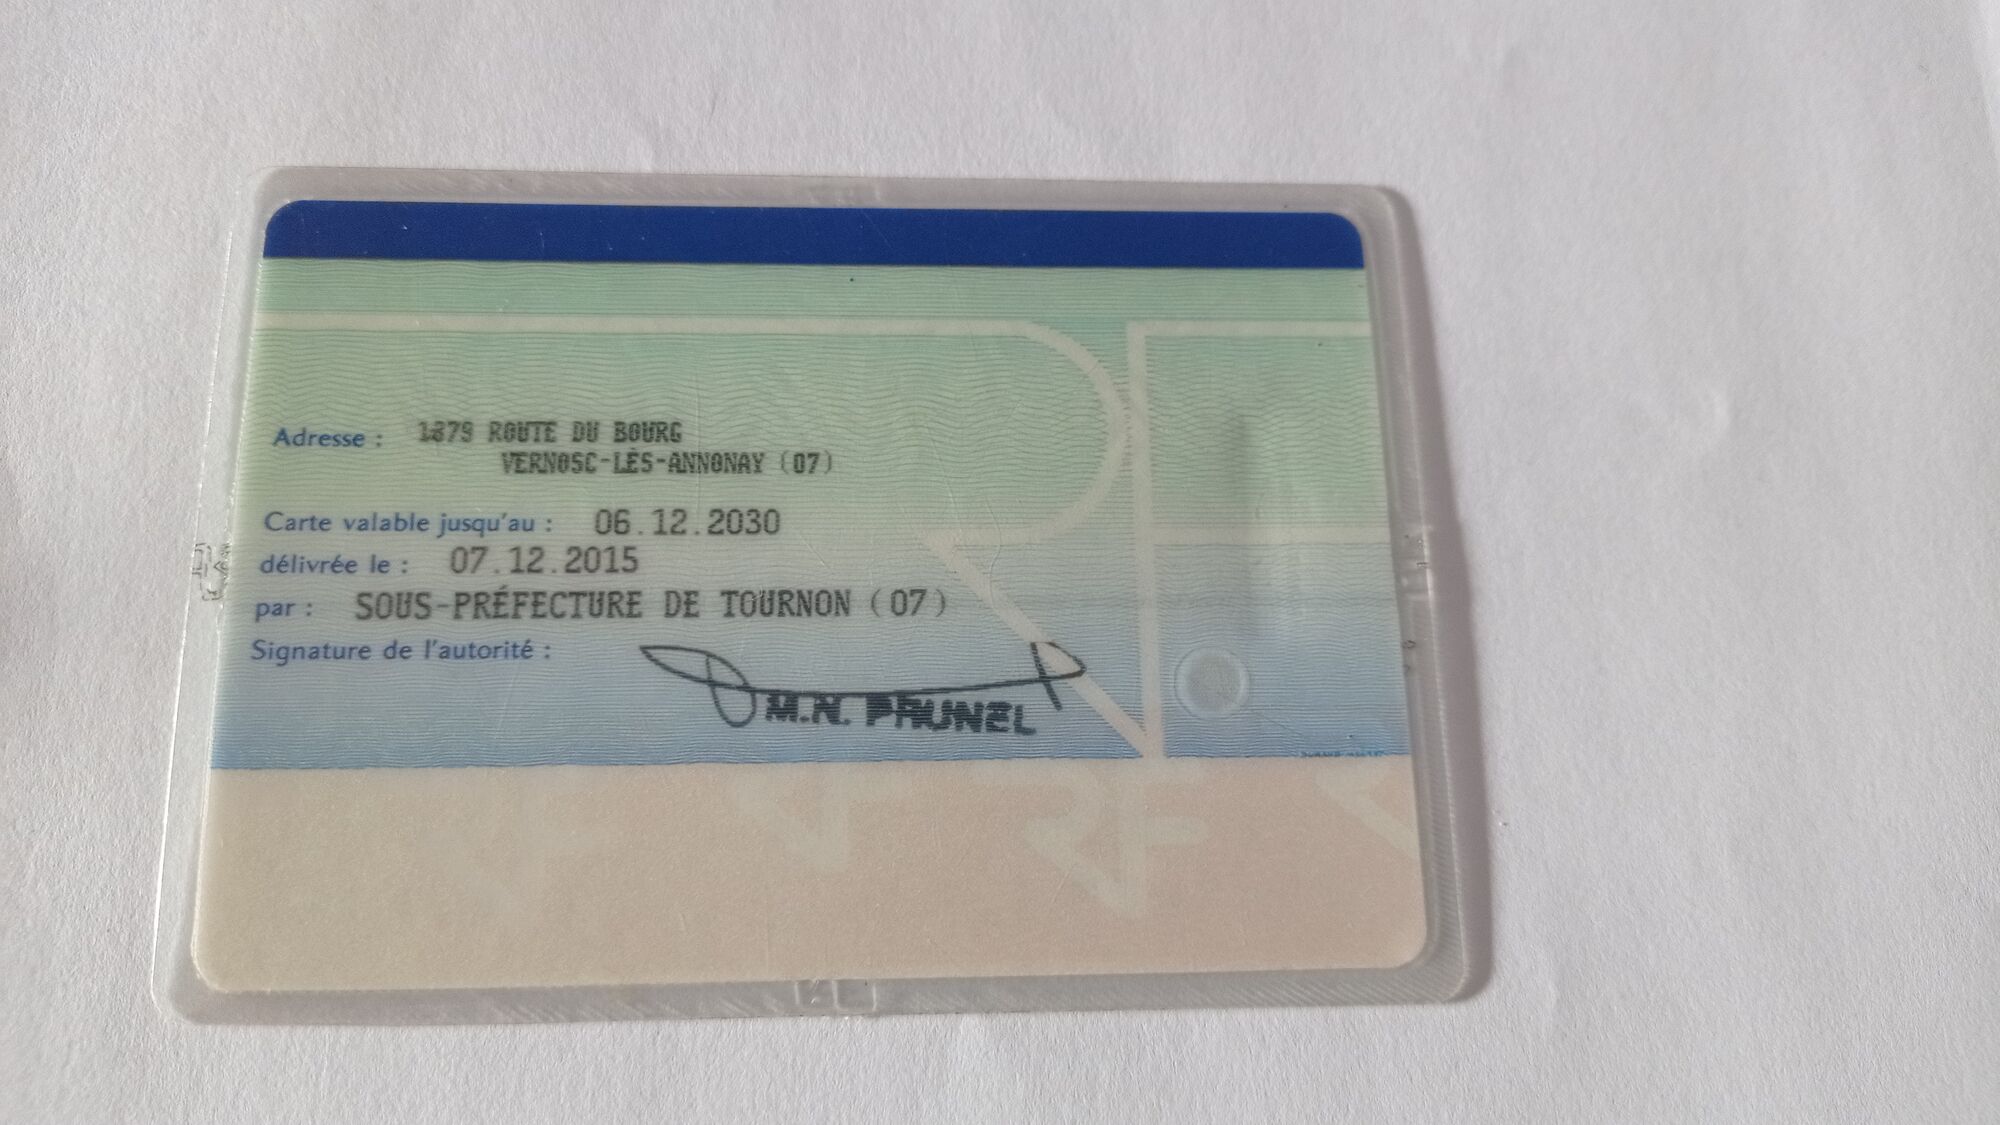 Adresse : 1879 ROUTE DU BOURG
VERNOSC-LÈS-ANNONAY (07)
Carte valable jusqu'au : 06.12.2030
délivrée le : 07.12.2015
par : SOUS-PRÉFECTURE DE TOURNON (07)
Signature de l'autorité :
M.N. PRUNEL
RF